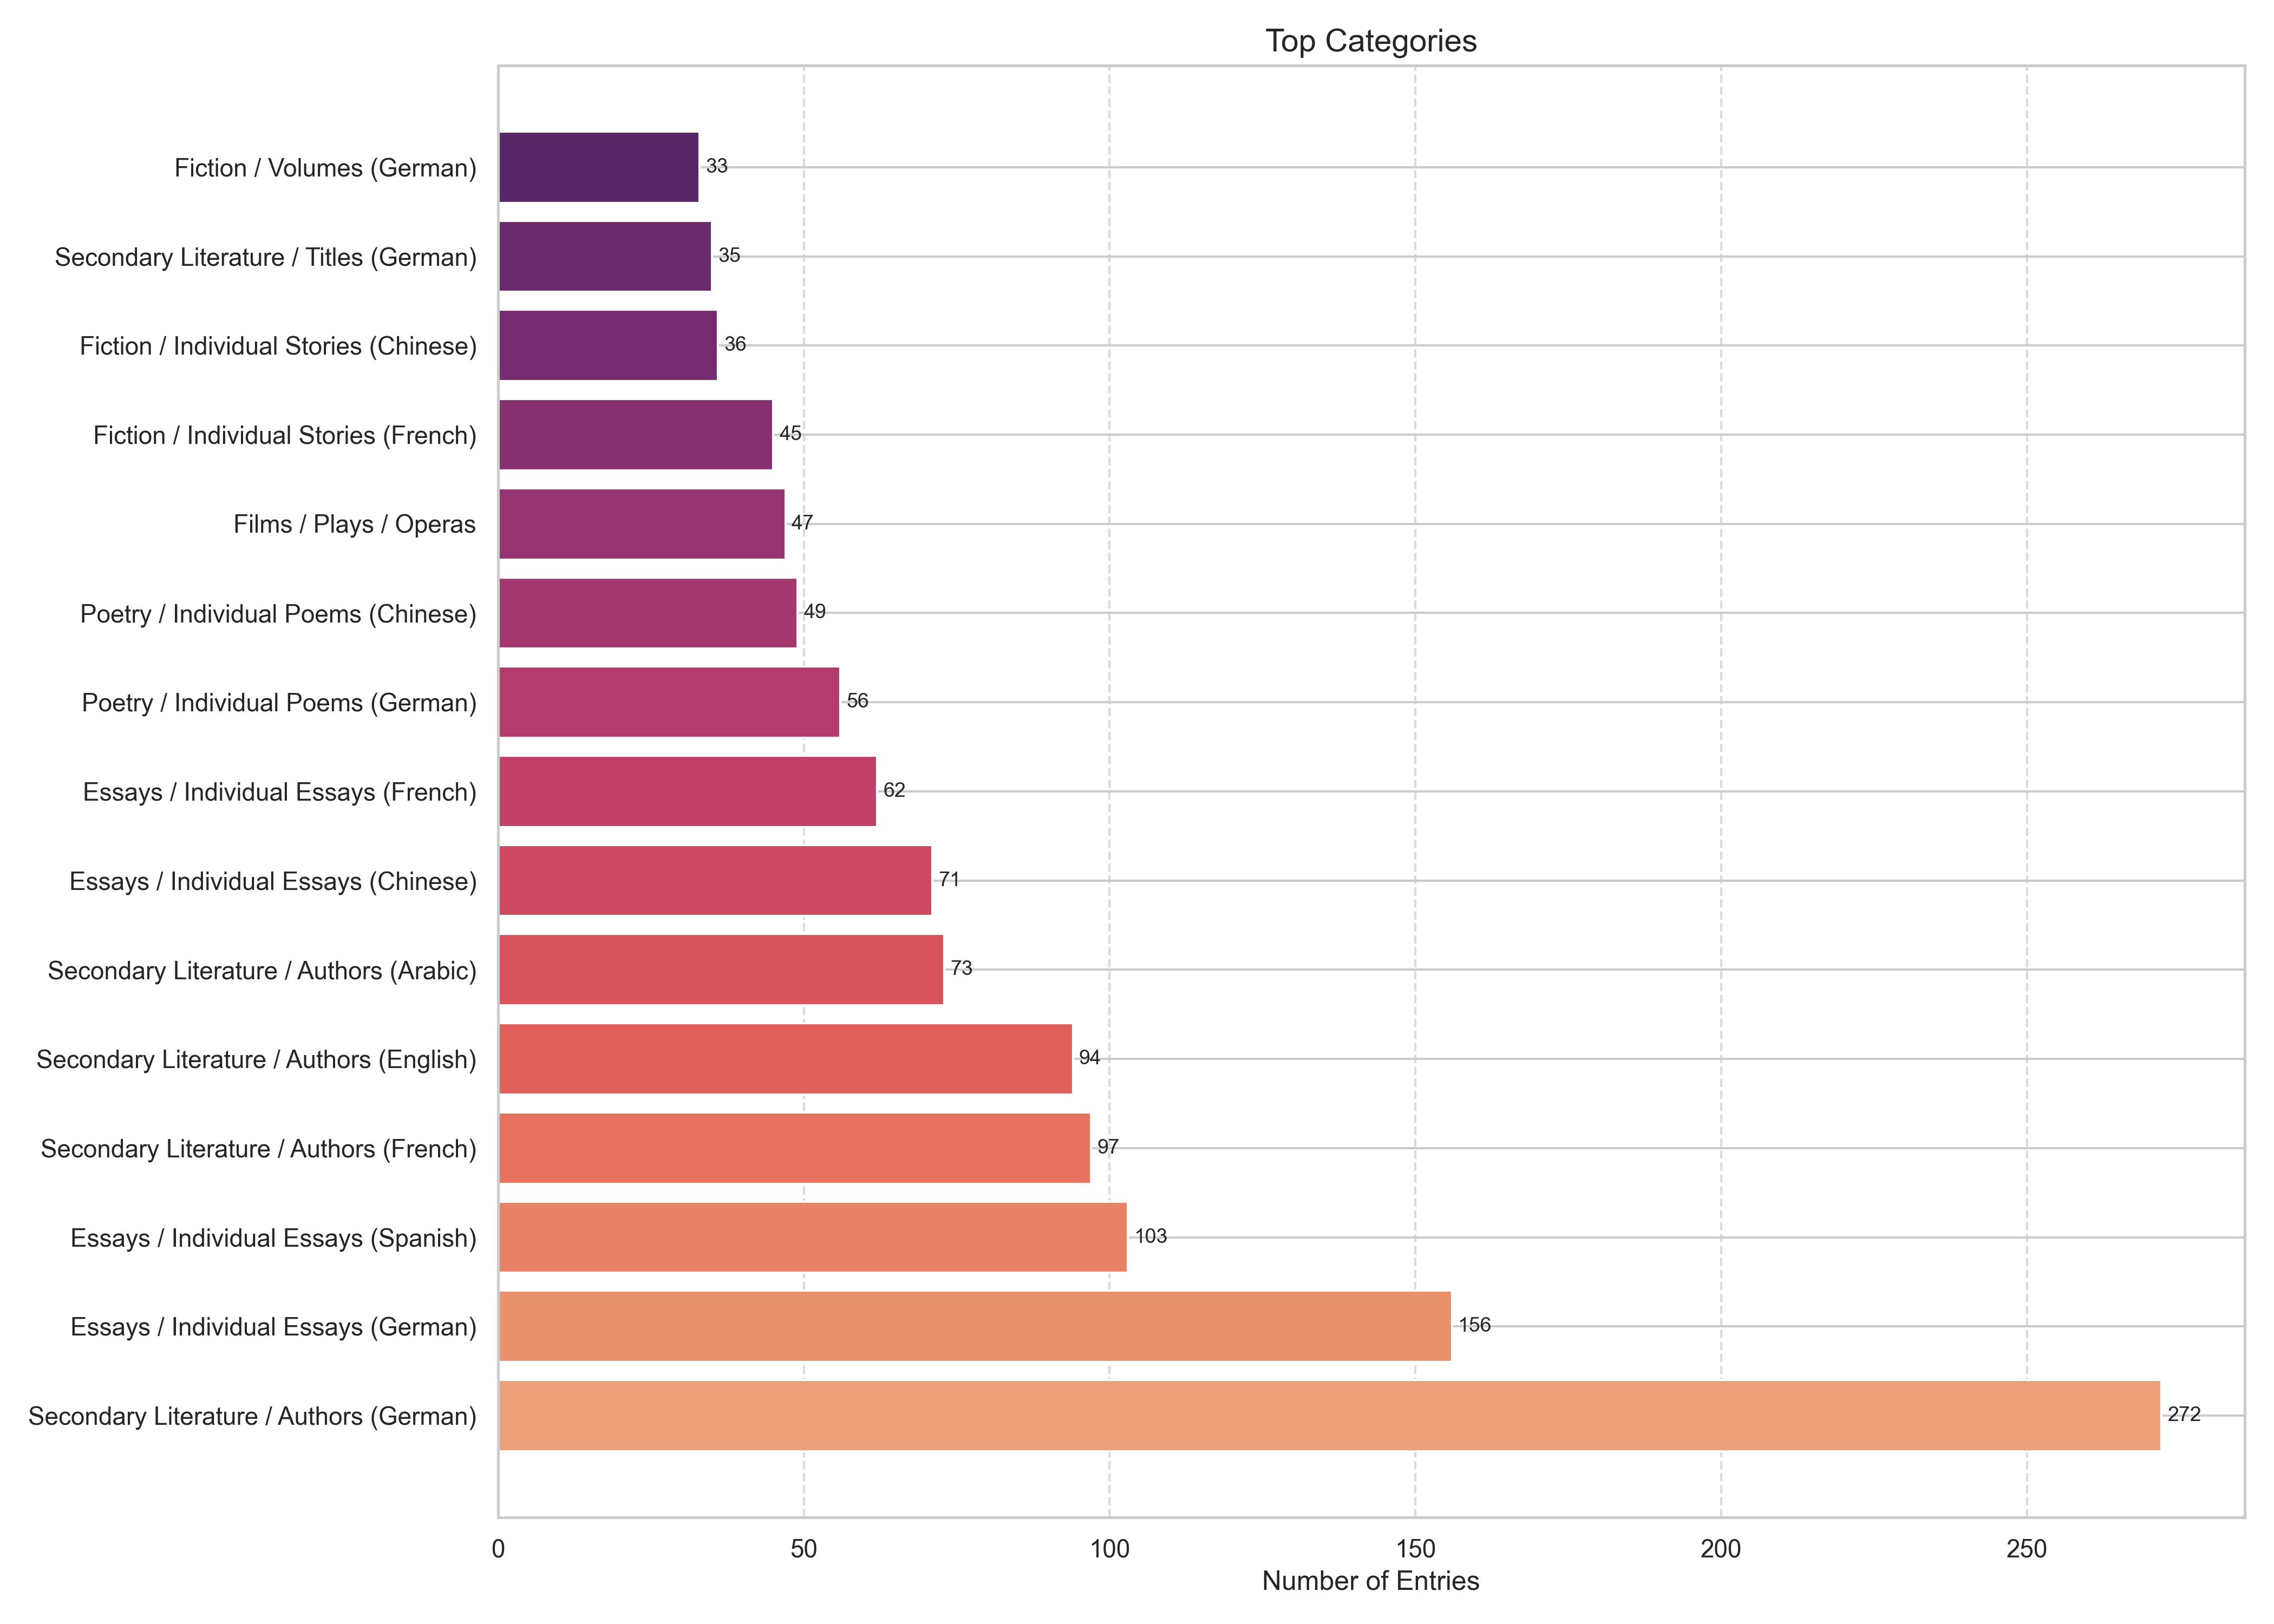 Top Categories
Fiction / Volumes (German) 33
Secondary Literature / Titles (German) 35
Fiction / Individual Stories (Chinese) 36
Fiction / Individual Stories (French) 45
Films / Plays / Operas 47
Poetry / Individual Poems (Chinese) 49
Poetry / Individual Poems (German) 56
Essays / Individual Essays (French) 62
Essays / Individual Essays (Chinese) 71
Secondary Literature / Authors (Arabic) 73
Secondary Literature / Authors (English) 94
Secondary Literature / Authors (French) 97
Essays / Individual Essays (Spanish) 103
Essays / Individual Essays (German) 156
Secondary Literature / Authors (German) 272
0 50 100 150 200 250
Number of Entries